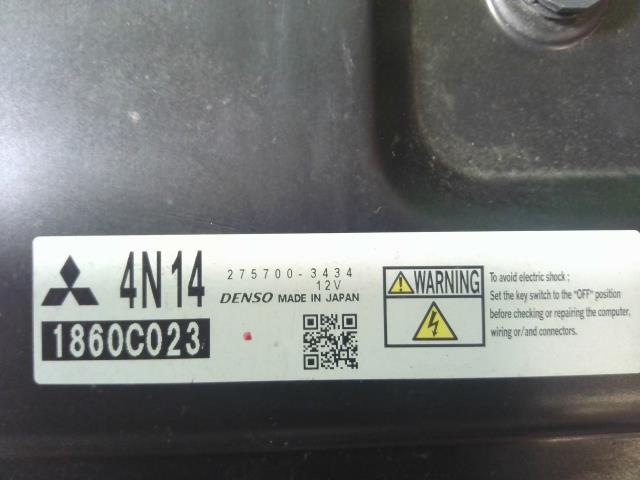 4N14
275700-3434
12V
DENSO MADE IN JAPAN
1860C023
WARNING
To avoid electric shock ;
Set the key switch to the "OFF" position
before checking or repairing the computer,
wiring or/and connectors.